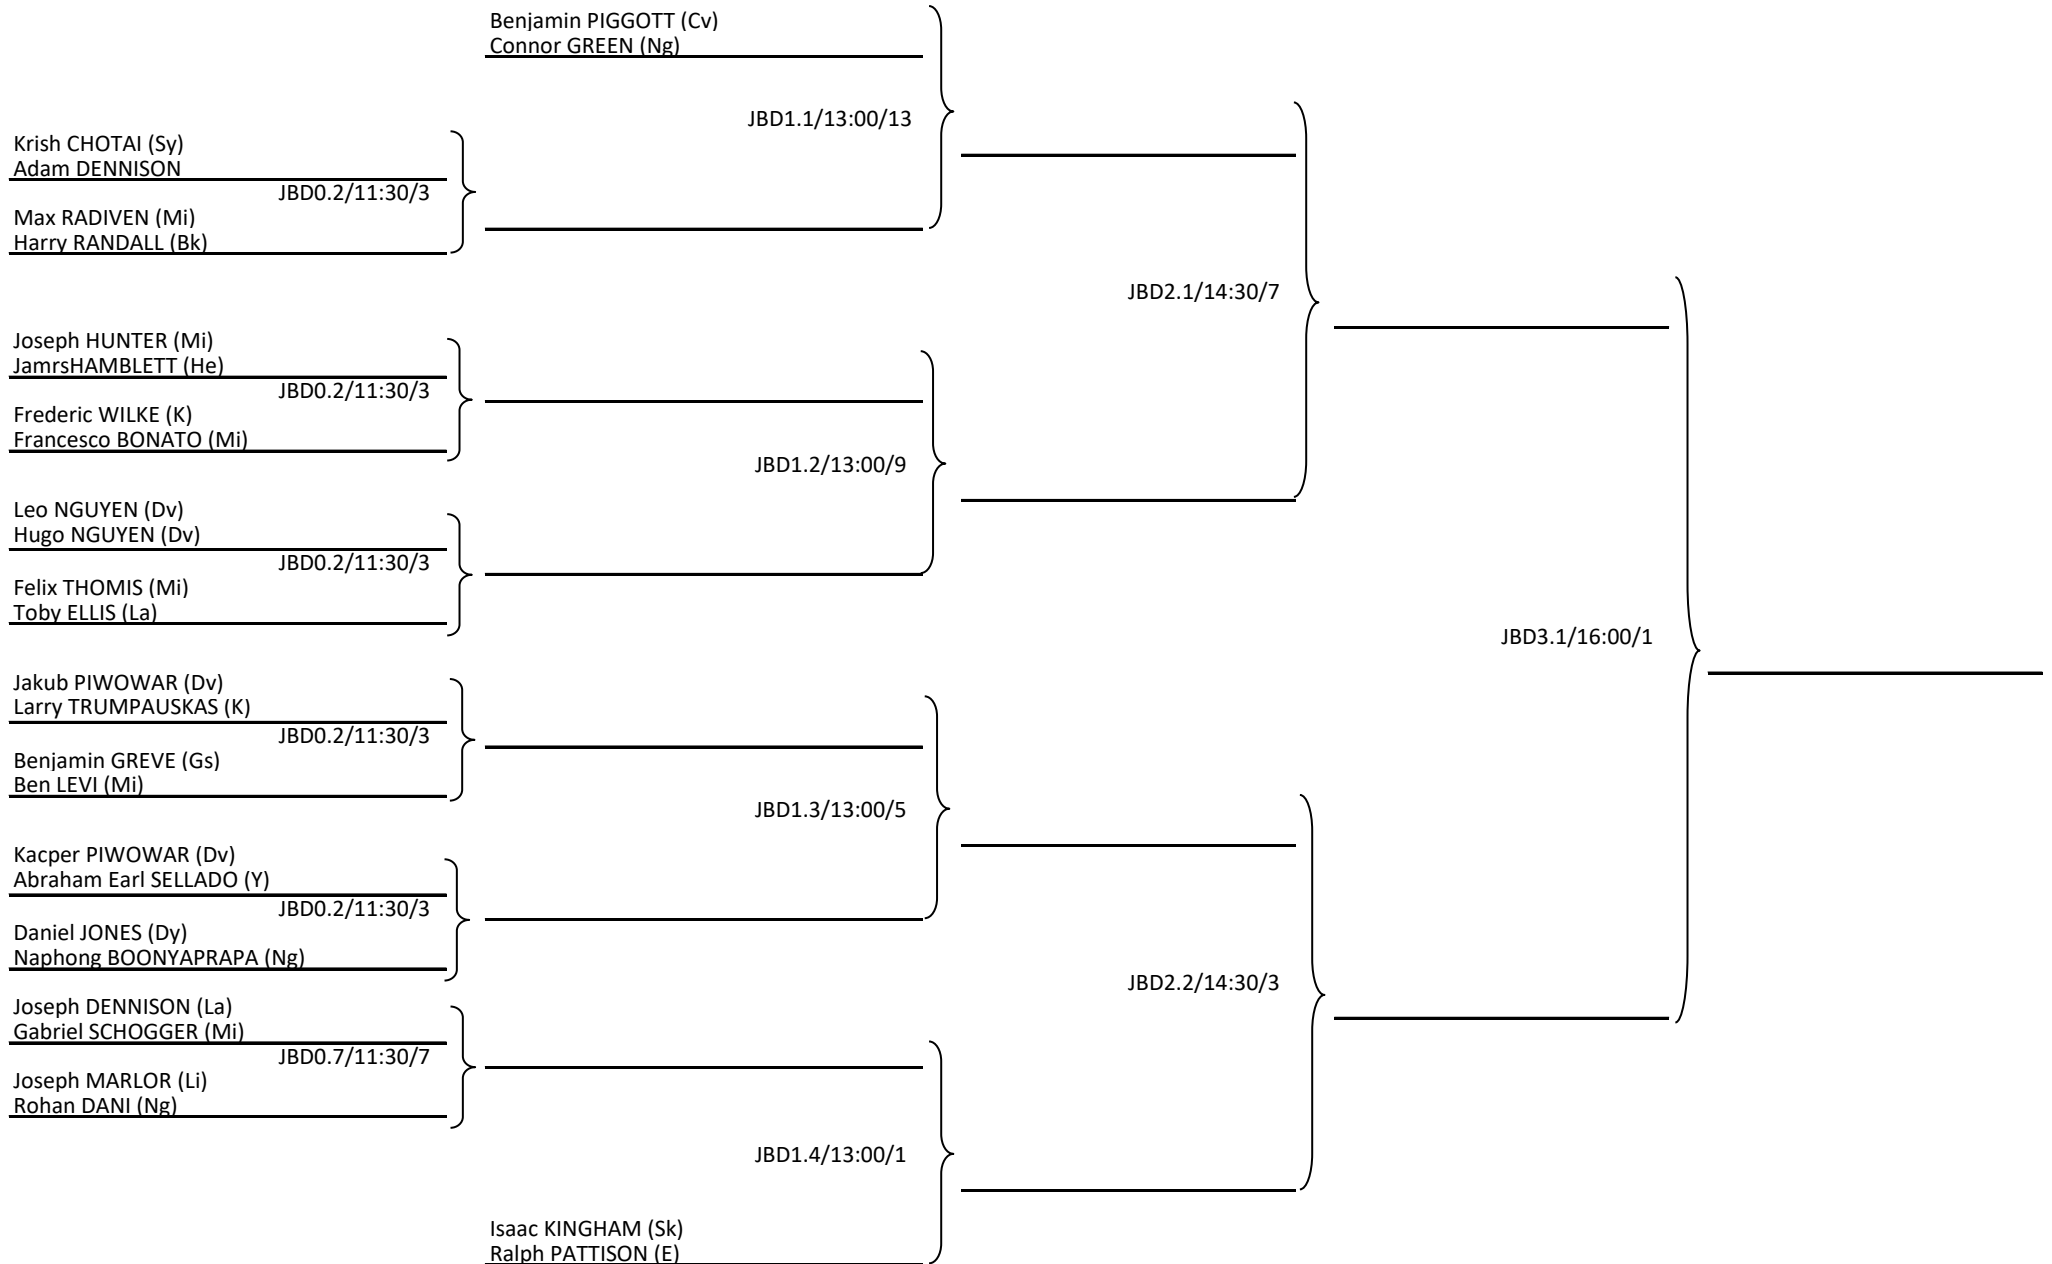 Benjamin PIGGOTT (Cv)
Connor GREEN (Ng)
JBD1.1/13:00/13
Krish CHOTAI (Sy)
Adam DENNISON
JBD0.2/11:30/3
Max RADIVEN (Mi)
Harry RANDALL (Bk)
JBD2.1/14:30/7
Joseph HUNTER (Mi)
JamrsHAMBLETT (He)
JBD0.2/11:30/3
Frederic WILKE (K)
Francesco BONATO (Mi)
JBD1.2/13:00/9
Leo NGUYEN (Dv)
Hugo NGUYEN (Dv)
JBD0.2/11:30/3
Felix THOMIS (Mi)
Toby ELLIS (La)
JBD3.1/16:00/1
Jakub PIWOWAR (Dv)
Larry TRUMPAUSKAS (K)
JBD0.2/11:30/3
Benjamin GREVE (Gs)
Ben LEVI (Mi)
JBD1.3/13:00/5
Kacper PIWOWAR (Dv)
Abraham Earl SELLADO (Y)
JBD0.2/11:30/3
Daniel JONES (Dy)
Naphong BOONYAPRAPA (Ng)
JBD2.2/14:30/3
Joseph DENNISON (La)
Gabriel SCHOGGER (Mi)
JBD0.7/11:30/7
Joseph MARLOR (Li)
Rohan DANI (Ng)
JBD1.4/13:00/1
Isaac KINGHAM (Sk)
Ralph PATTISON (E)